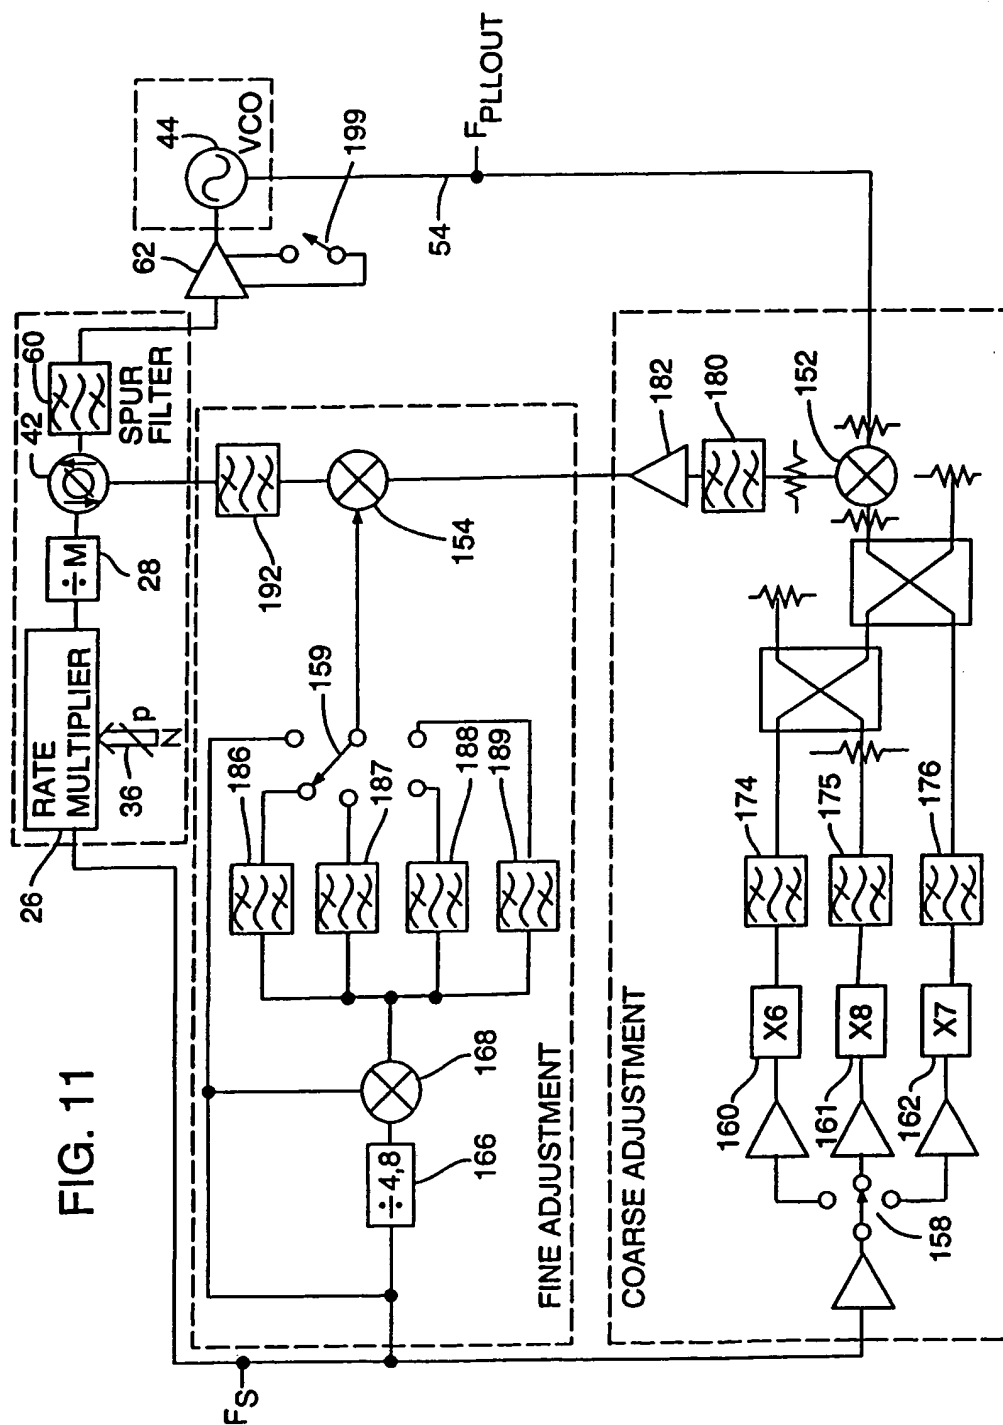 FIG. 11
F_S
26
RATE
MULTIPLIER
36
P
N
÷M
28
42
60
SPUR
FILTER
62
44
VCO
199
54
F_PLLOUT
192
154
159
186
187
188
189
168
÷4,8
166
FINE ADJUSTMENT
COARSE ADJUSTMENT
182
180
152
174
175
176
X6
X8
X7
160
161
162
158